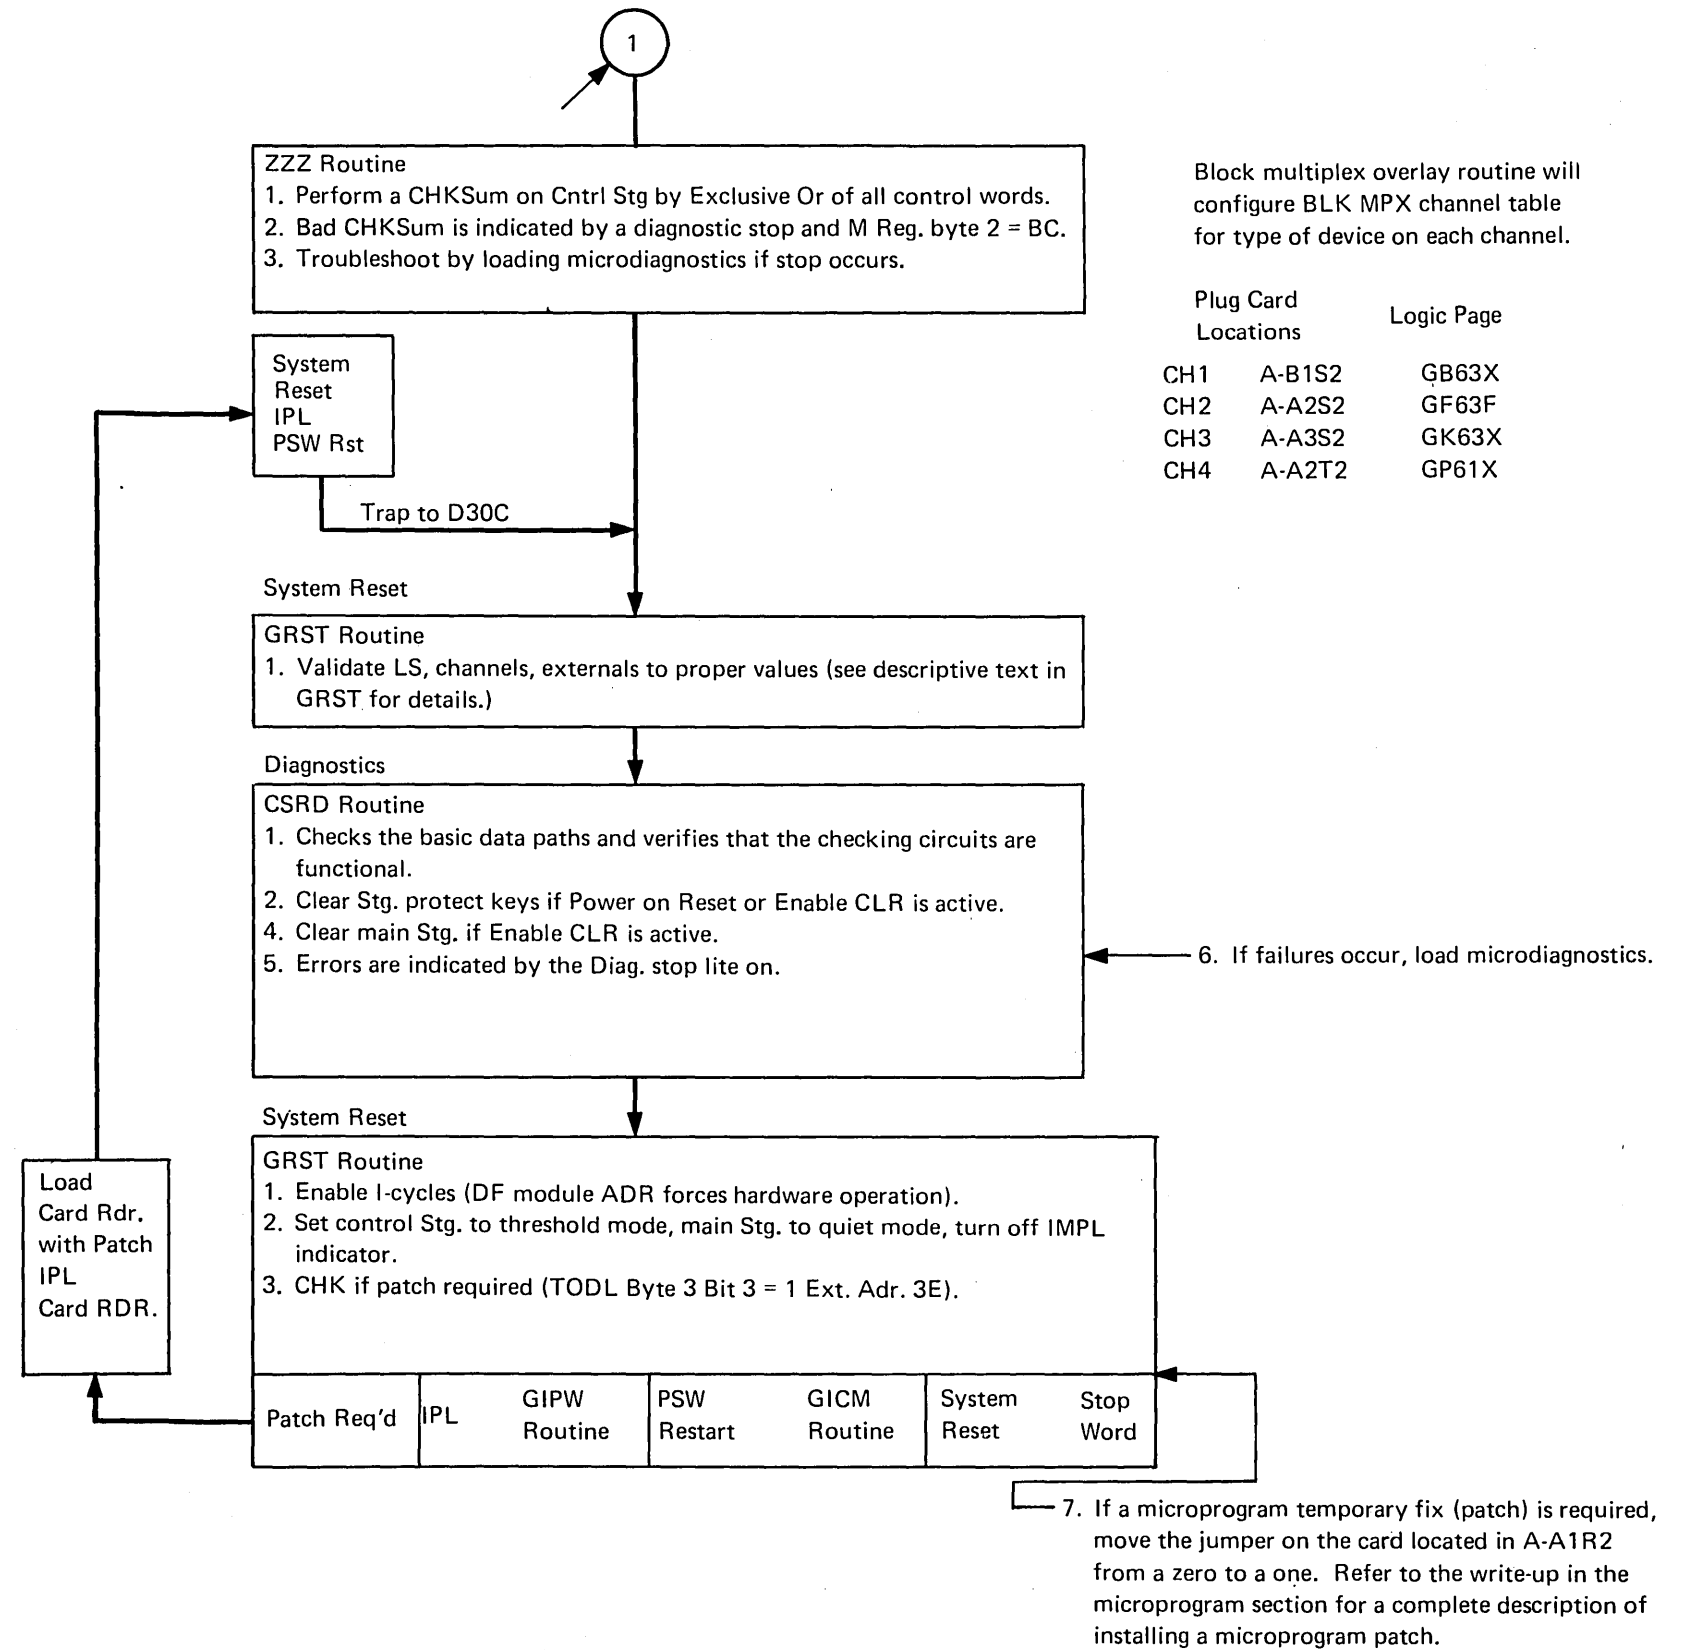 1
ZZZ Routine
1. Perform a CHKSum on Cntrl Stg by Exclusive Or of all control words.
2. Bad CHKSum is indicated by a diagnostic stop and M Reg. byte 2 = BC.
3. Troubleshoot by loading microdiagnostics if stop occurs.
Block multiplex overlay routine will
configure BLK MPX channel table
for type of device on each channel.
Plug Card
Locations
Logic Page
CH1 A-B1S2 GB63X
CH2 A-A2S2 GF63F
CH3 A-A3S2 GK63X
CH4 A-A2T2 GP61X
System
Reset
IPL
PSW Rst
Trap to D30C
System Reset
GRST Routine
1. Validate LS, channels, externals to proper values (see descriptive text in
GRST for details.)
Diagnostics
CSRD Routine
1. Checks the basic data paths and verifies that the checking circuits are
functional.
2. Clear Stg. protect keys if Power on Reset or Enable CLR is active.
4. Clear main Stg. if Enable CLR is active.
5. Errors are indicated by the Diag. stop lite on.
6. If failures occur, load microdiagnostics.
System Reset
GRST Routine
1. Enable I-cycles (DF module ADR forces hardware operation).
2. Set control Stg. to threshold mode, main Stg. to quiet mode, turn off IMPL
indicator.
3. CHK if patch required (TODL Byte 3 Bit 3 = 1 Ext. Adr. 3E).
Load
Card Rdr.
with Patch
IPL
Card RDR.
Patch Req'd
IPL
GIPW
Routine
PSW
Restart
GICM
Routine
System
Reset
Stop
Word
7. If a microprogram temporary fix (patch) is required,
move the jumper on the card located in A-A1R2
from a zero to a one. Refer to the write-up in the
microprogram section for a complete description of
installing a microprogram patch.